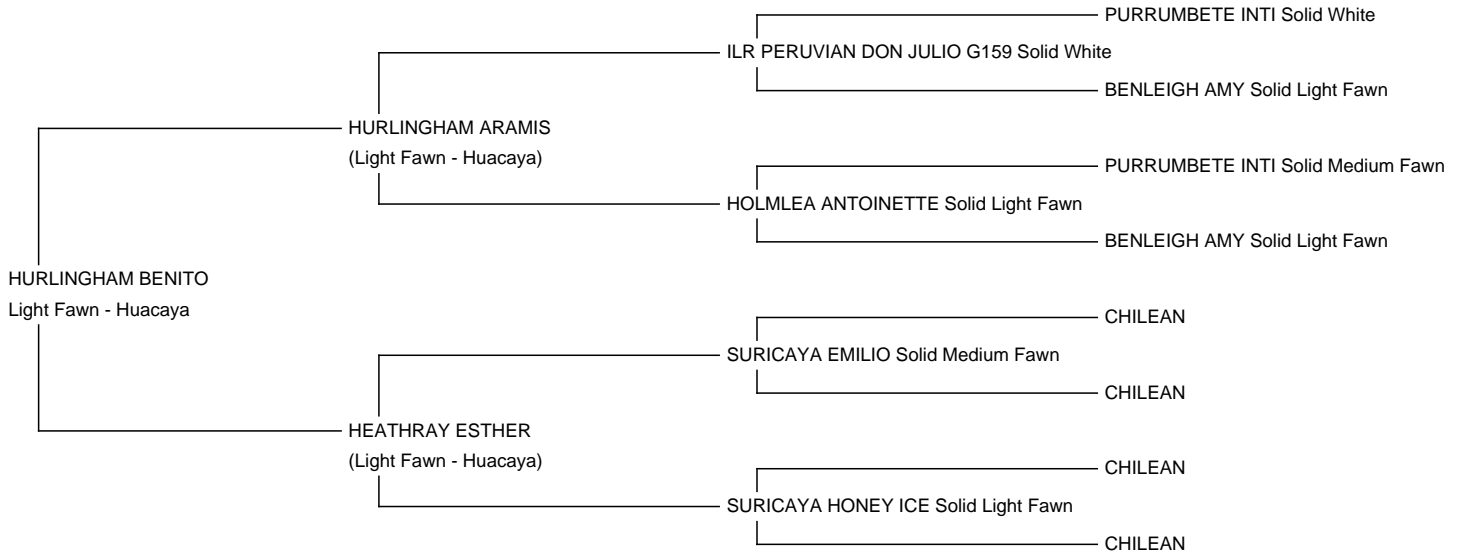 PURRUMBETE INTI Solid White
ILR PERUVIAN DON JULIO G159 Solid White
BENLEIGH AMY Solid Light Fawn
HURLINGHAM ARAMIS
(Light Fawn - Huacaya)
PURRUMBETE INTI Solid Medium Fawn
HOLMLEA ANTOINETTE Solid Light Fawn
BENLEIGH AMY Solid Light Fawn
HURLINGHAM BENITO
Light Fawn - Huacaya
CHILEAN
SURICAYA EMILIO Solid Medium Fawn
CHILEAN
HEATHRAY ESTHER
(Light Fawn - Huacaya)
CHILEAN
SURICAYA HONEY ICE Solid Light Fawn
CHILEAN